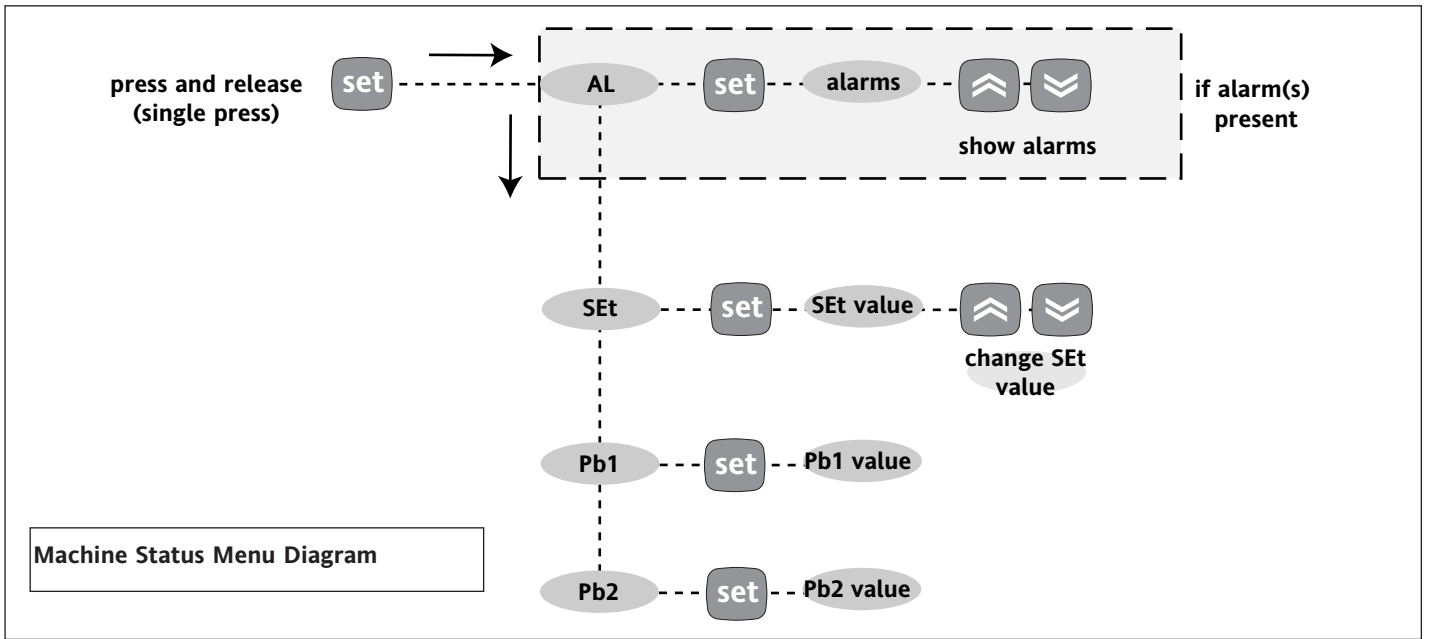 press and release
(single press)
set
AL
set
alarms
show alarms
if alarm(s)
present
SEt
set
SEt value
change SEt
value
Pb1
set
Pb1 value
Machine Status Menu Diagram
Pb2
set
Pb2 value